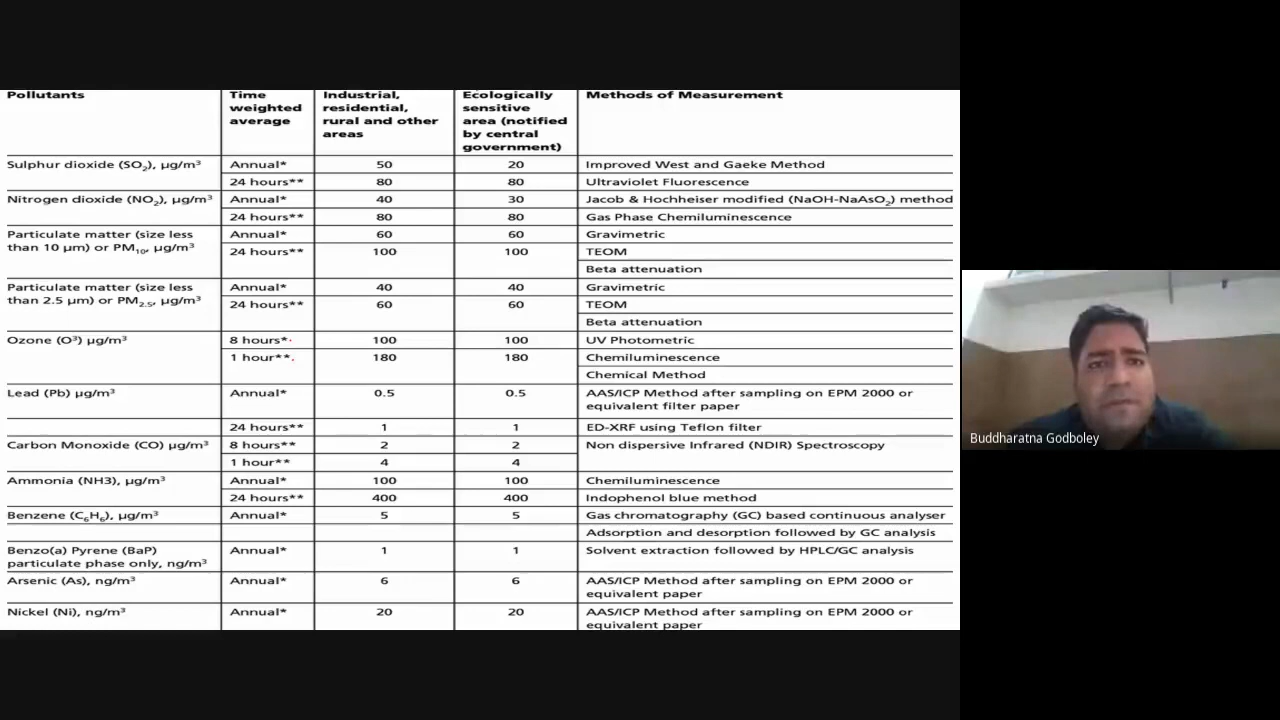 Pollutants
Time weighted average
Industrial, residential, rural and other areas
Ecologically sensitive area (notified by central government)
Methods of Measurement
Sulphur dioxide (SO2), µg/m³ Annual* 50 20 Improved West and Gaeke Method
24 hours** 80 80 Ultraviolet Fluorescence
Nitrogen dioxide (NO2), µg/m³ Annual* 40 30 Jacob & Hochheiser modified (NaOH-NaAsO2) method
24 hours** 80 80 Gas Phase Chemiluminescence
Particulate matter (size less Annual* 60 60 Gravimetric
than 10 µm) or PM10, µg/m³ 24 hours** 100 100 TEOM
Beta attenuation
Particulate matter (size less Annual* 40 40 Gravimetric
than 2.5 µm) or PM2.5, µg/m³ 24 hours** 60 60 TEOM
Beta attenuation
Ozone (O³) µg/m³ 8 hours* 100 100 UV Photometric
1 hour** 180 180 Chemiluminescence
Chemical Method
Lead (Pb) µg/m³ Annual* 0.5 0.5 AAS/ICP Method after sampling on EPM 2000 or
equivalent filter paper
24 hours** 1 1 ED-XRF using Teflon filter
Carbon Monoxide (CO) µg/m³ 8 hours** 2 2 Non dispersive Infrared (NDIR) Spectroscopy
1 hour** 4 4
Ammonia (NH3), µg/m³ Annual* 100 100 Chemiluminescence
24 hours** 400 400 Indophenol blue method
Benzene (C6H6), µg/m³ Annual* 5 5 Gas chromatography (GC) based continuous analyser
Adsorption and desorption followed by GC analysis
Benzo(a) Pyrene (BaP) Annual* 1 1 Solvent extraction followed by HPLC/GC analysis
particulate phase only, ng/m³
Arsenic (As), ng/m³ Annual* 6 6 AAS/ICP Method after sampling on EPM 2000 or
equivalent paper
Nickel (Ni), ng/m³ Annual* 20 20 AAS/ICP Method after sampling on EPM 2000 or
equivalent paper
Buddharatna Godboley